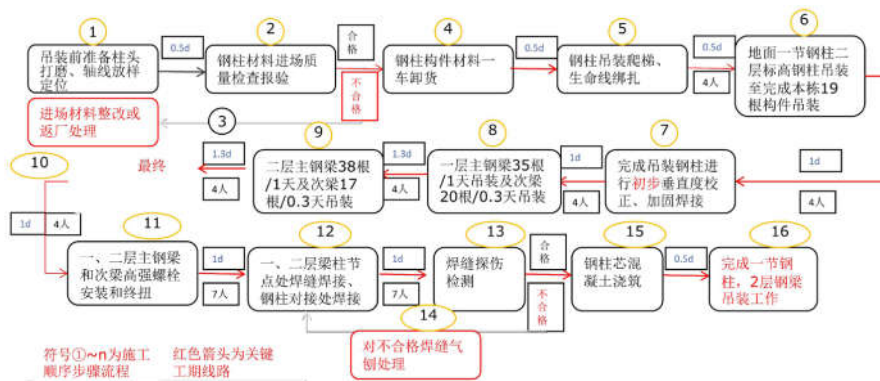 1
2
4
5
6
吊装前准备柱头
打磨、轴线放样
定位
0.5d
钢柱材料进场质
量检查报验
合
格
不
合
格
钢柱构件材料一
车卸货
0.5d
钢柱吊装爬梯、
生命线绑扎
0.5d
4人
地面一节钢柱二
层标高钢柱吊装
至完成本栋19
根构件吊装
进场材料整改或
返厂处理
3
9
8
7
10
最终
1.3d
4人
二层主钢梁38根
/1天及次梁17
根/0.3天吊装
1.3d
4人
一层主钢梁35根
/1天吊装及次梁
20根/0.3天吊装
1d
4人
完成吊装钢柱进
行初步垂直度校
正、加固焊接
1d
4人
1d
4人
11
12
13
15
16
一、二层主钢梁
和次梁高强螺栓
安装和终扭
1d
7人
一、二层梁柱节
点处焊缝焊接、
钢柱对接处焊接
1d
7人
焊缝探伤
检测
合
格
不
合
格
钢柱芯混
凝土浇筑
0.5d
完成一节钢
柱，2层钢梁
吊装工作
14
对不合格焊缝气
刨处理
符号①~n为施工
顺序步骤流程
红色箭头为关键
工期线路